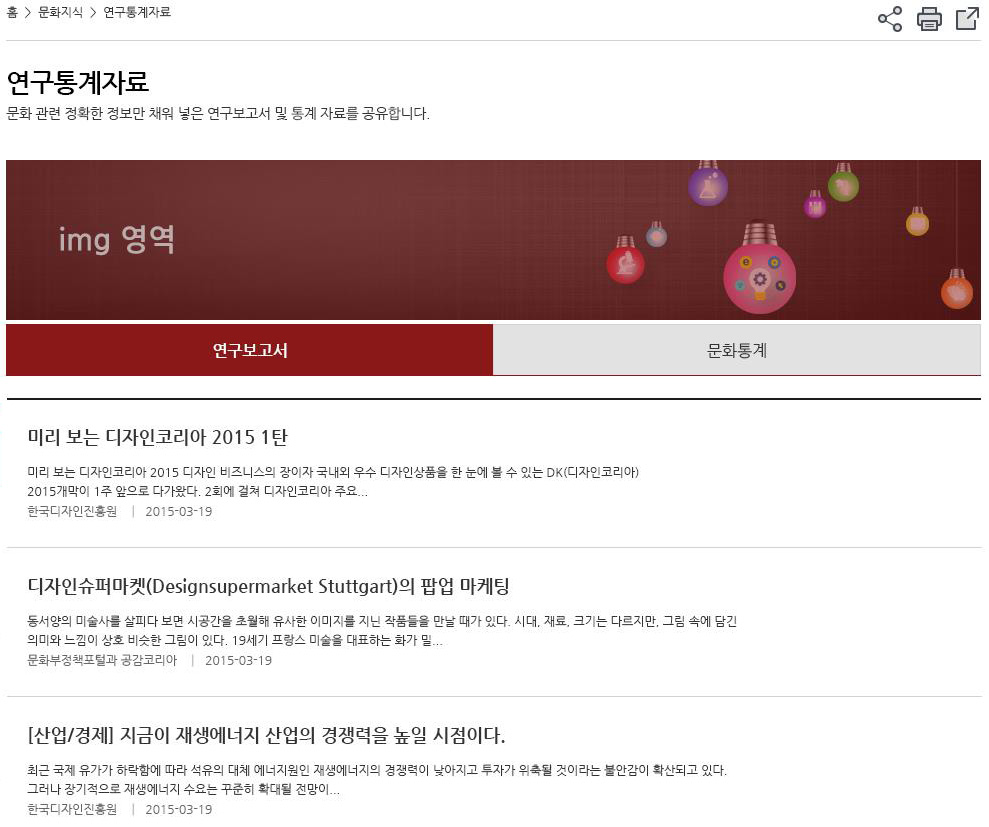 홈 > 문화지식 > 연구통계자료
연구통계자료
문화 관련 정확한 정보만 채워 넣은 연구보고서 및 통계 자료를 공유합니다.
img 영역
연구보고서
문화통계
미리 보는 디자인코리아 2015 1탄
미리 보는 디자인코리아 2015 디자인 비즈니스의 장이자 국내외 우수 디자인상품을 한 눈에 볼 수 있는 DK(디자인코리아)
2015개막이 1주 앞으로 다가왔다. 2회에 걸쳐 디자인코리아 주요...
한국디자인진흥원 | 2015-03-19
디자인슈퍼마켓(Designsupermarket Stuttgart)의 팝업 마케팅
동서양의 미술사를 살피다 보면 시공간을 초월해 유사한 이미지를 지닌 작품들을 만날 때가 있다. 시대, 재료, 크기는 다르지만, 그림 속에 담긴
의미와 느낌이 상호 비슷한 그림이 있다. 19세기 프랑스 미술을 대표하는 화가 밀...
문화부정책포털과 공감코리아 | 2015-03-19
[산업/경제] 지금이 재생에너지 산업의 경쟁력을 높일 시점이다.
최근 국제 유가가 하락함에 따라 석유의 대체 에너지원인 재생에너지의 경쟁력이 낮아지고 투자가 위축될 것이라는 불안감이 확산되고 있다.
그러나 장기적으로 재생에너지 수요는 꾸준히 확대될 전망이...
한국디자인진흥원 | 2015-03-19